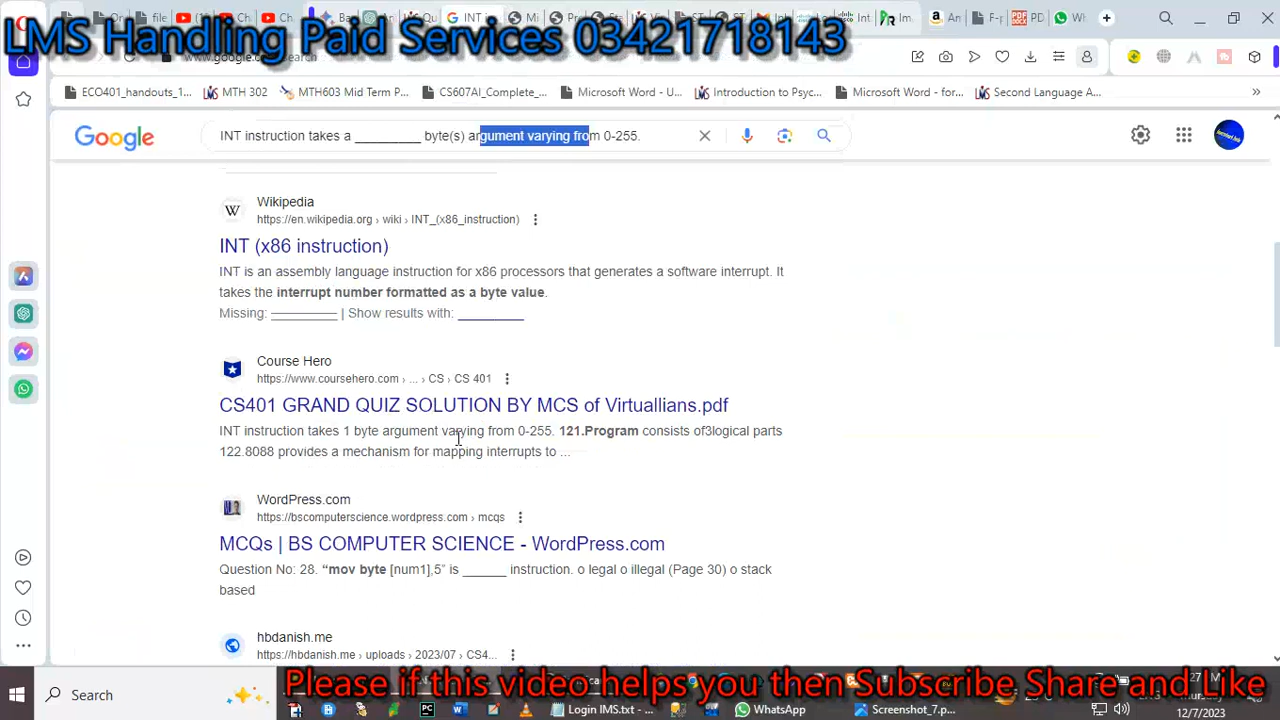 LMS Handling Paid Services 03421718143
www.google.com/search
ECO401_handouts_1...
MTH 302
MTH603 Mid Term P...
CS607AI_Complete_...
Microsoft Word - U...
Introduction to Psyc...
Microsoft Word - for...
Second Language A...
Google
INT instruction takes a __________ byte(s) argument varying from 0-255.
Wikipedia
https://en.wikipedia.org › wiki › INT_(x86_instruction)
INT (x86 instruction)
INT is an assembly language instruction for x86 processors that generates a software interrupt. It
takes the interrupt number formatted as a byte value.
Missing: __________ | Show results with: __________
Course Hero
https://www.coursehero.com › ... › CS › CS 401
CS401 GRAND QUIZ SOLUTION BY MCS of Virtuallians.pdf
INT instruction takes 1 byte argument varying from 0-255. 121.Program consists of3logical parts
122.8088 provides a mechanism for mapping interrupts to ...
WordPress.com
https://bscomputerscience.wordpress.com › mcqs
MCQs | BS COMPUTER SCIENCE - WordPress.com
Question No: 28. “mov byte [num1],5” is ______ instruction. o legal o illegal (Page 30) o stack
based
hbdanish.me
https://hbdanish.me › uploads › 2023/07 › CS4...
Please if this video helps you then Subscribe Share and Like
Search
Login IMS.txt - ...
WhatsApp
Screenshot_7.p...
12/7/2023